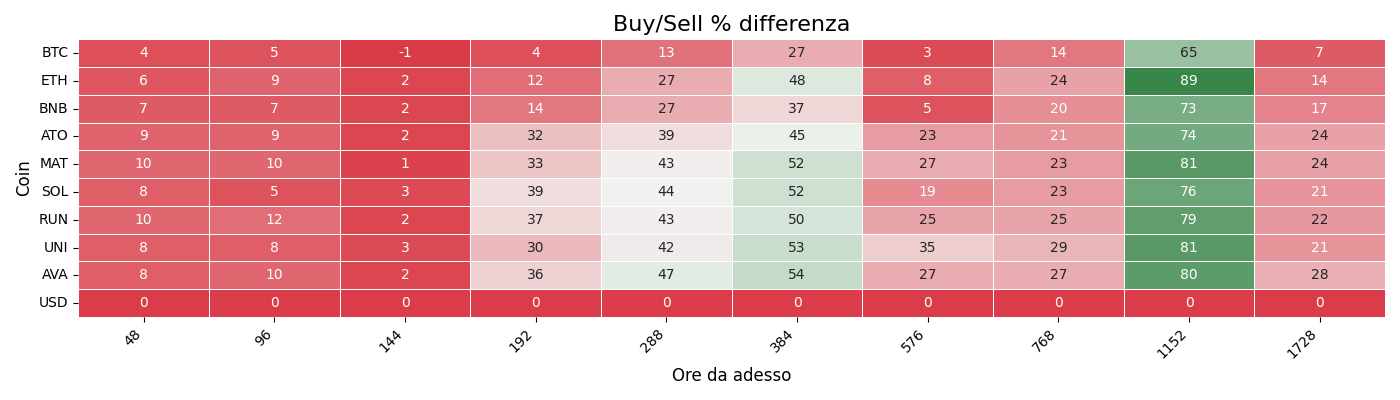 Buy/Sell % differenza
Coin
BTC 4 5 -1 4 13 27 3 14 65 7
ETH 6 9 2 12 27 48 8 24 89 14
BNB 7 7 2 14 27 37 5 20 73 17
ATO 9 9 2 32 39 45 23 21 74 24
MAT 10 10 1 33 43 52 27 23 81 24
SOL 8 5 3 39 44 52 19 23 76 21
RUN 10 12 2 37 43 50 25 25 79 22
UNI 8 8 3 30 42 53 35 29 81 21
AVA 8 10 2 36 47 54 27 27 80 28
USD 0 0 0 0 0 0 0 0 0 0
48 96 144 192 288 384 576 768 1152 1728
Ore da adesso